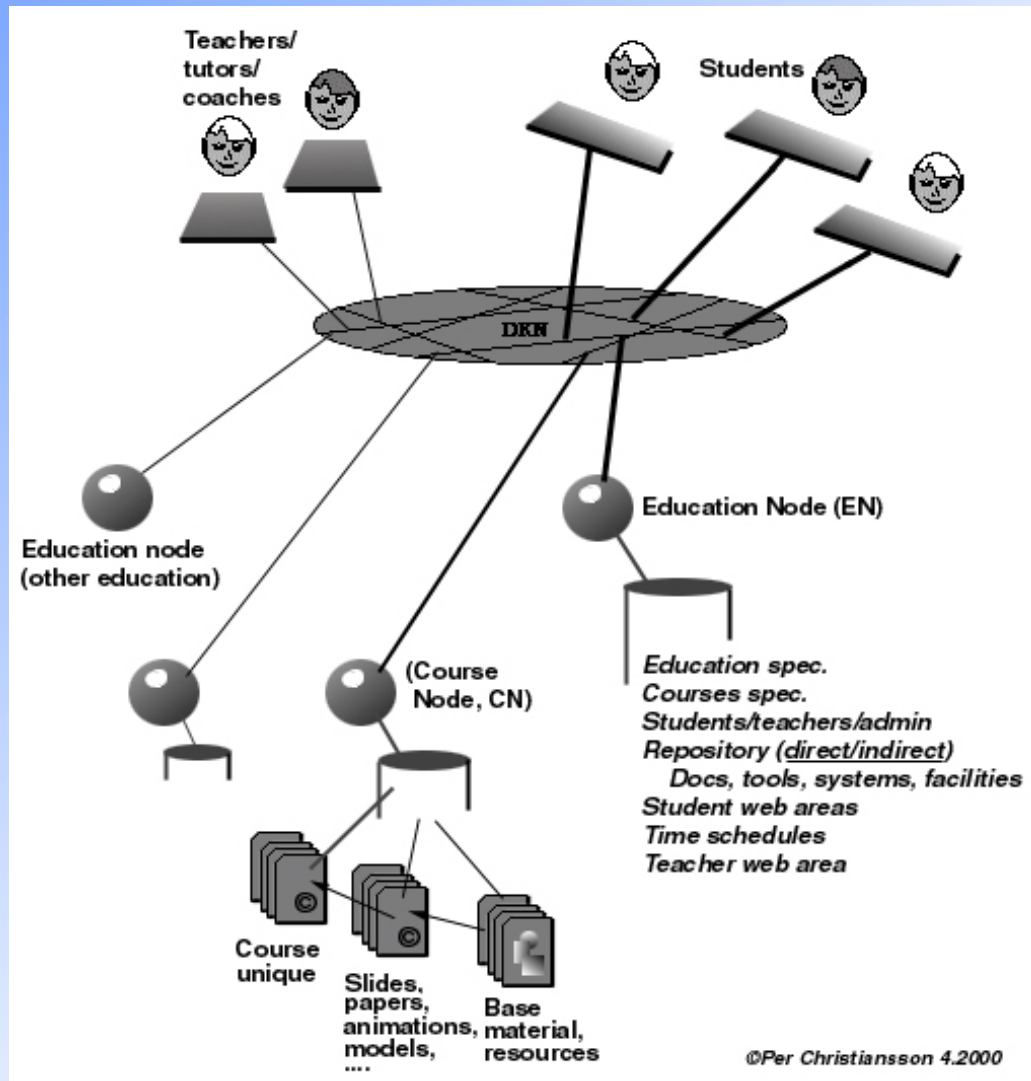 Teachers/
tutors/
coaches
Students
DKN
Education Node (EN)
Education node
(other education)
(Course
Node, CN)
Education spec.
Courses spec.
Students/teachers/admin
Repository (direct/indirect)
Docs, tools, systems, facilities
Student web areas
Time schedules
Teacher web area
©
©
Course
unique
Slides,
papers,
animations,
models,
....
Base
material,
resources
©Per Christiansson 4.2000